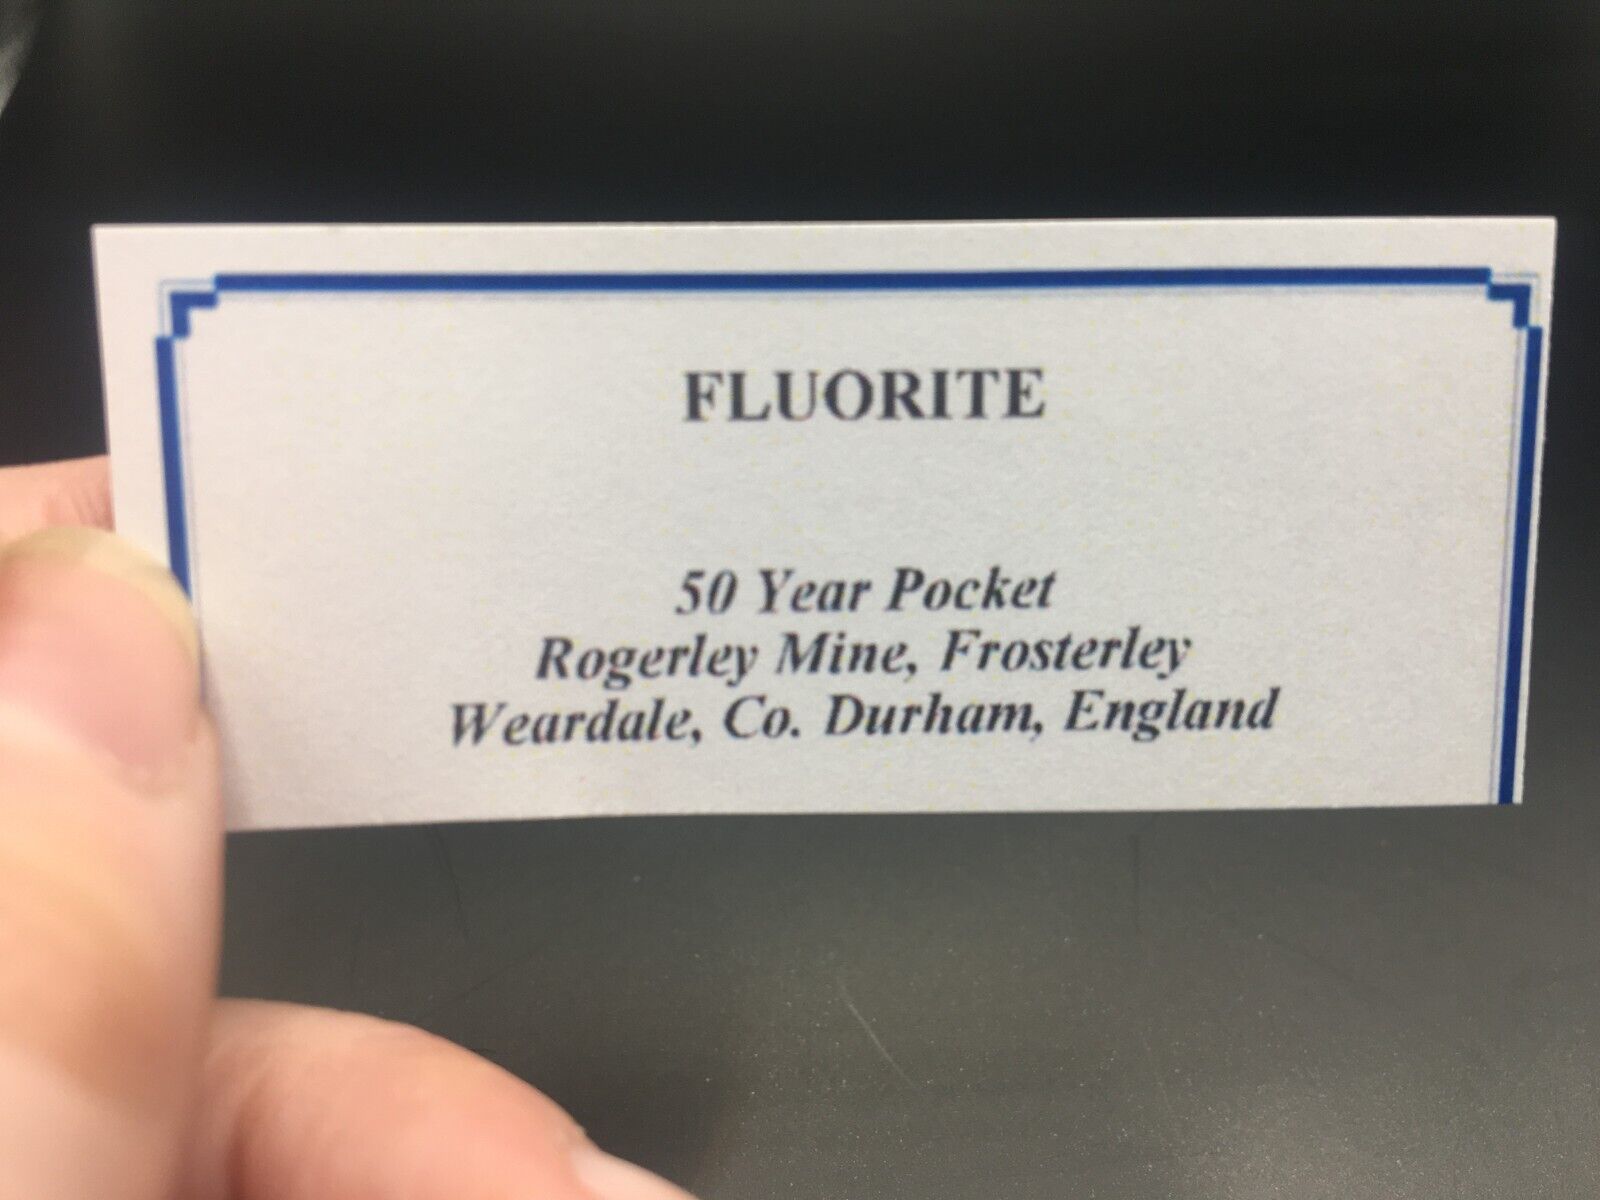 FLUORITE
50 Year Pocket
Rogerley Mine, Frosterley
Weardale, Co. Durham, England